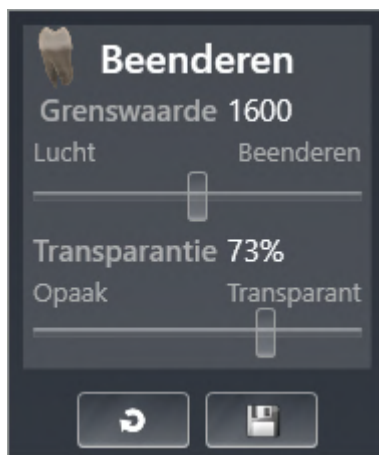 Beenderen
Grenswaarde 1600
Lucht Beenderen
Transparantie 73%
Opaak Transparant